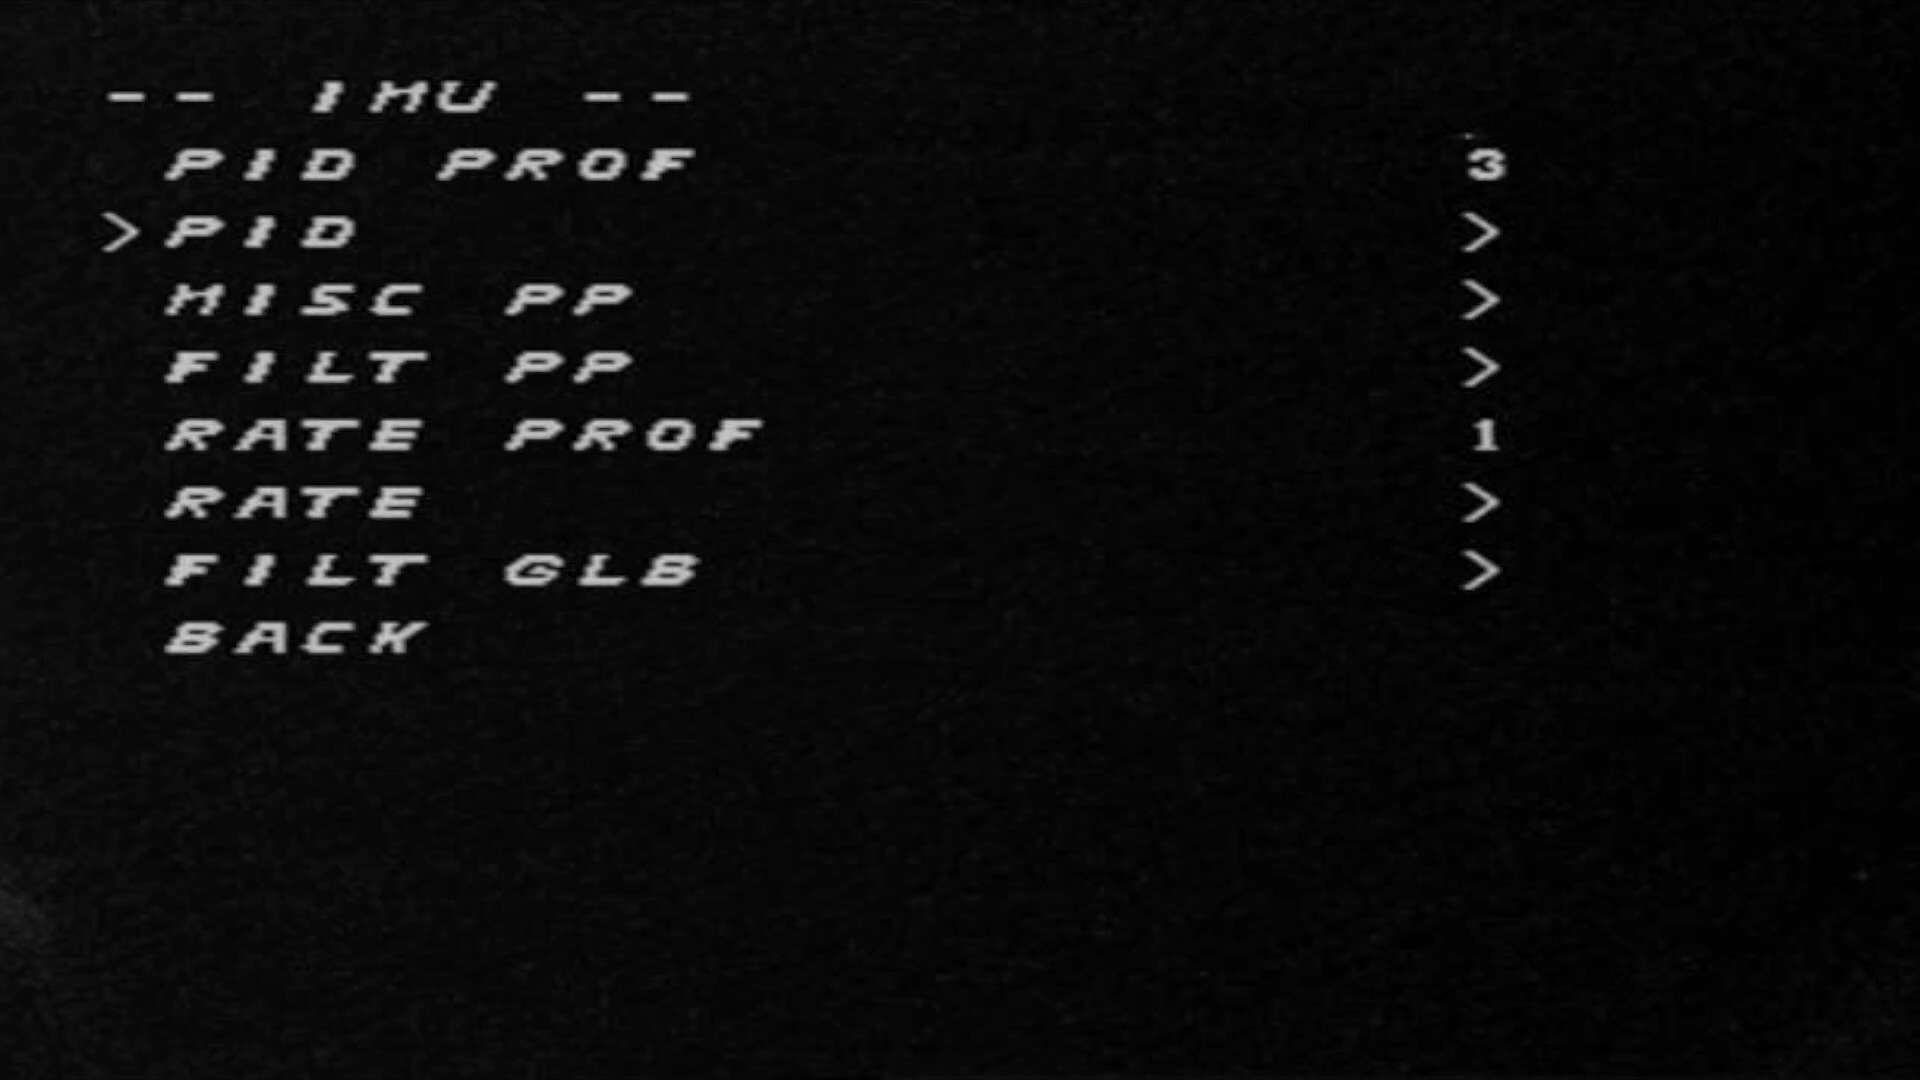 -- IMU --
PID PROF 3
>PID >
MISC PP >
FILT PP >
RATE PROF 1
RATE >
FILT GLB >
BACK